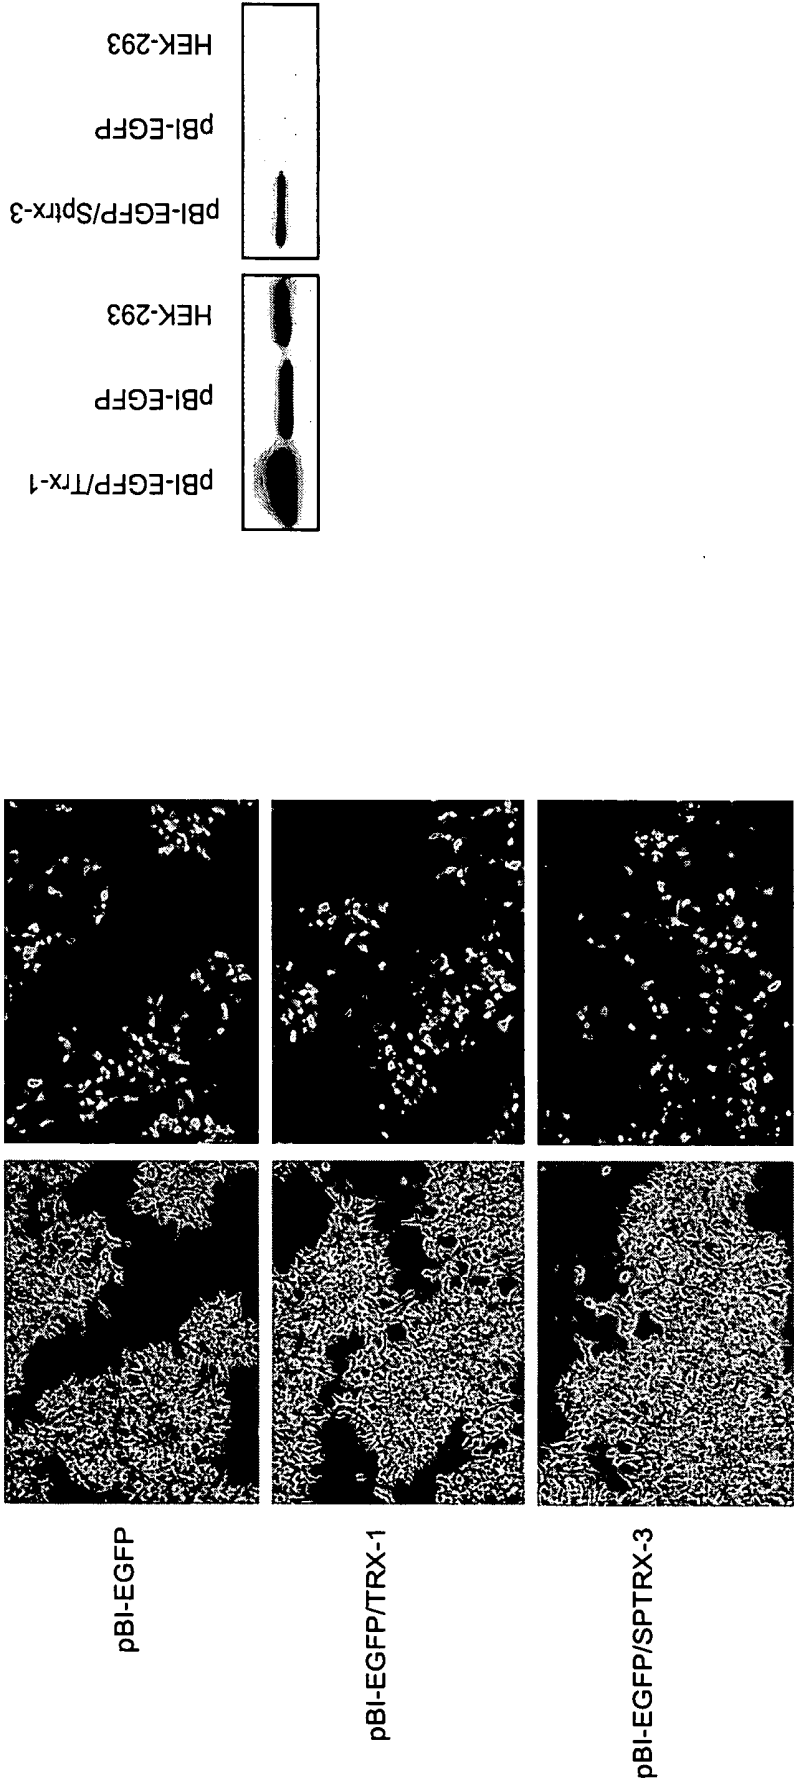 HEK-293
pBI-EGFP
pBI-EGFP/Sptrx-3
HEK-293
pBI-EGFP
pBI-EGFP/Trx-1
pBI-EGFP
pBI-EGFP/TRX-1
pBI-EGFP/SPTRX-3